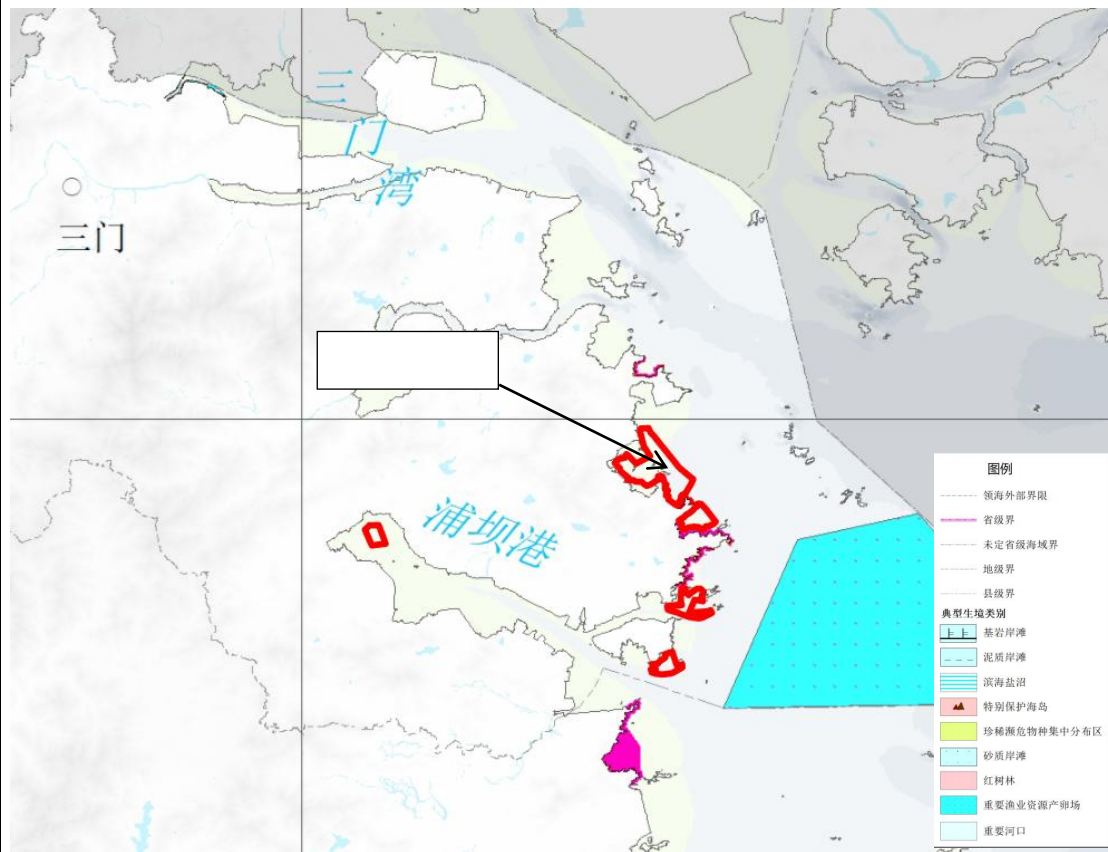 三
门
湾
三门
浦坝港
图例
领海外部界限
省级界
未定省级海域界
地级界
县级界
典型生境类别
基岩岸滩
泥质岸滩
滨海盐沼
特别保护海岛
珍稀濒危物种集中分布区
砂质岸滩
红树林
重要渔业资源产卵场
重要河口